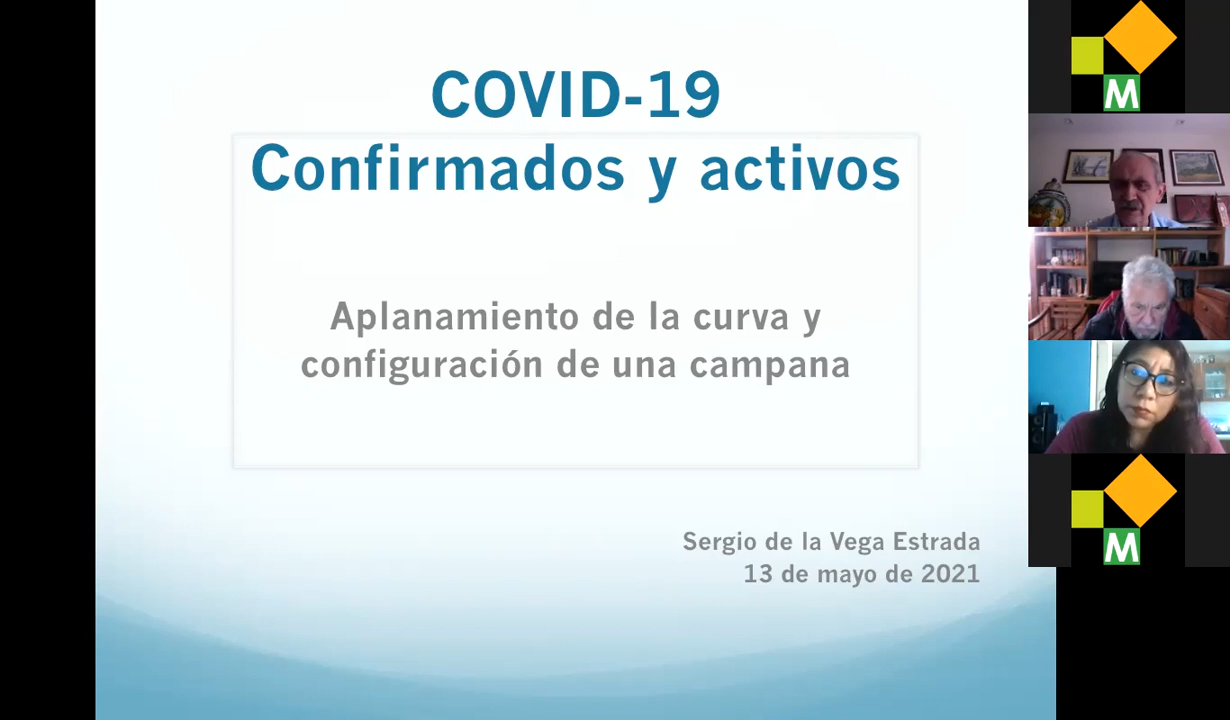 COVID-19
Confirmados y activos
Aplanamiento de la curva y
configuración de una campana
Sergio de la Vega Estrada
13 de mayo de 2021
M
M